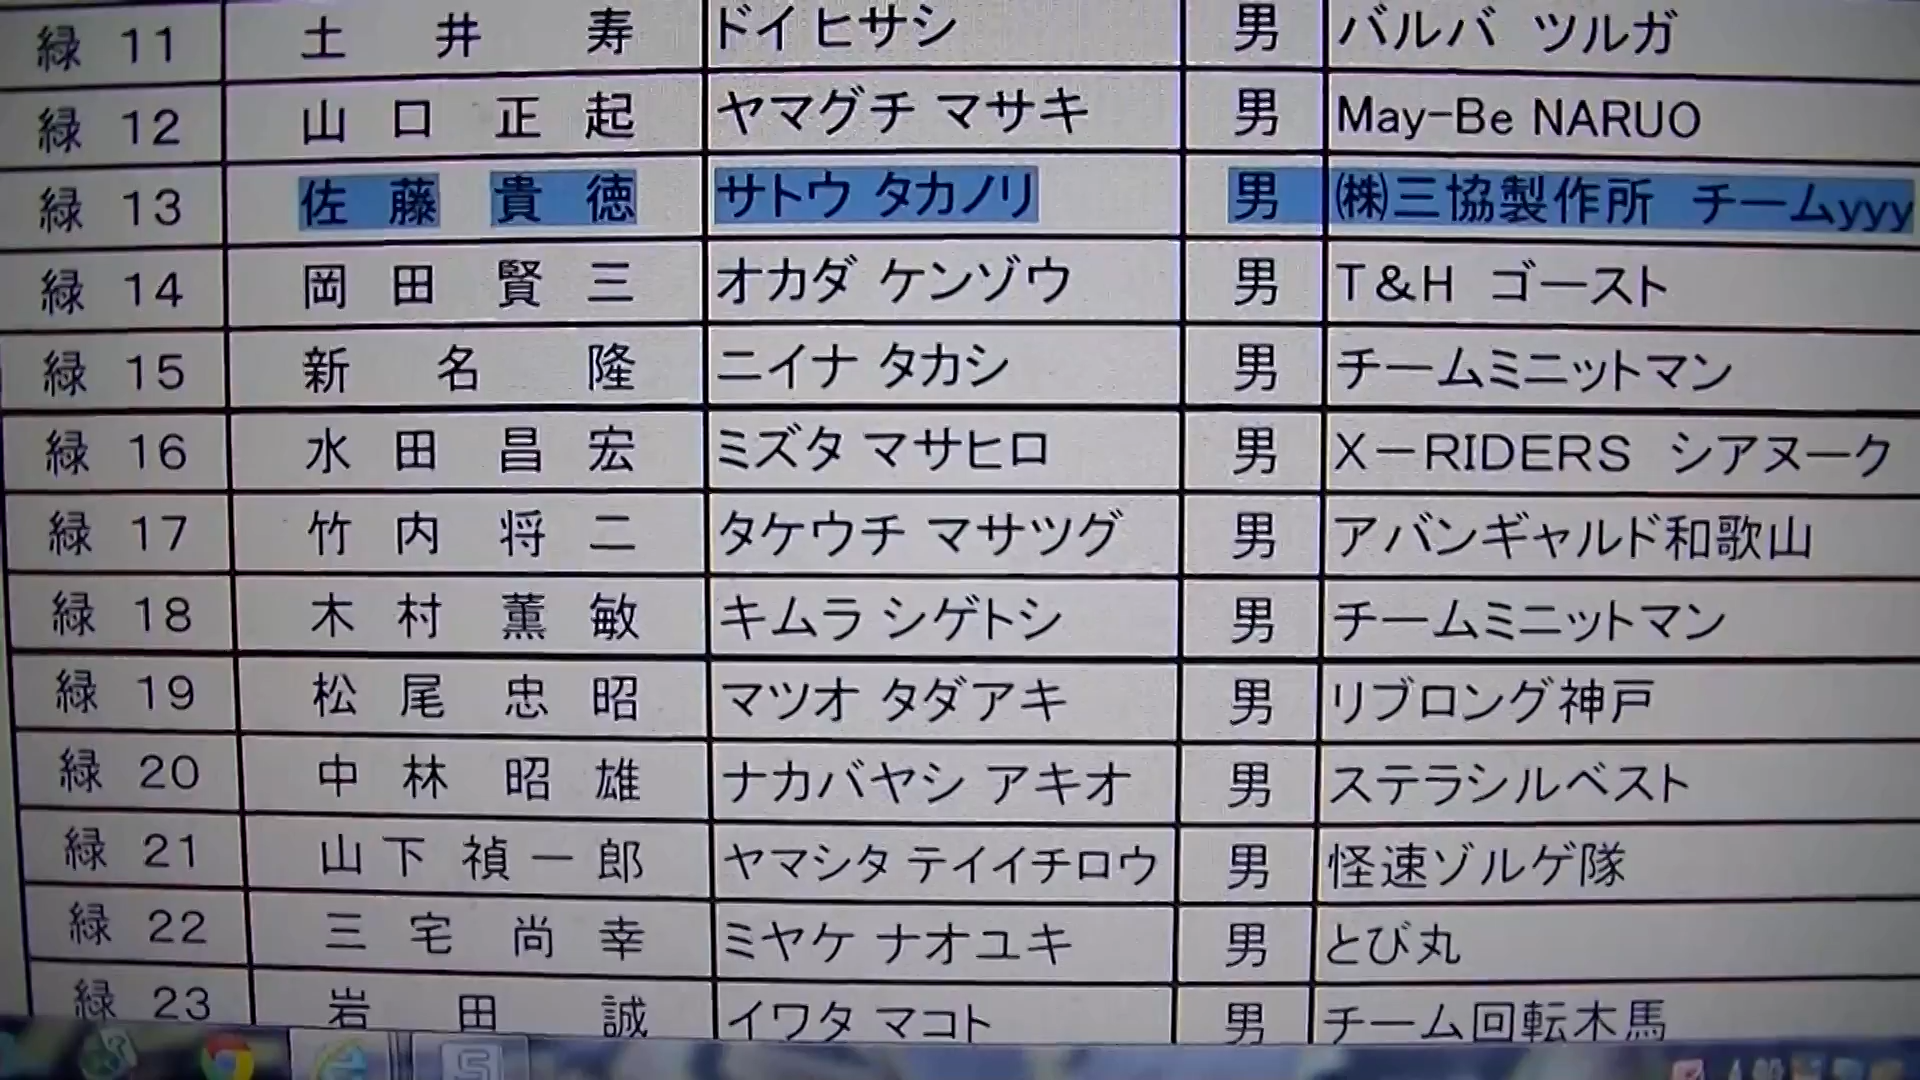 緑 11 土井 寿 ドイ ヒサシ 男 バルバ ツルガ
緑 12 山口 正起 ヤマグチ マサキ 男 May-Be NARUO
緑 13 佐藤 貴徳 サトウ タカノリ 男 ㈱三協製作所 チームyyy
緑 14 岡田 賢三 オカダ ケンゾウ 男 T&H ゴースト
緑 15 新名 隆 ニイナ タカシ 男 チームミニットマン
緑 16 水田 昌宏 ミズタ マサヒロ 男 X-RIDERS シアヌーク
緑 17 竹内 将二 タケウチ マサツグ 男 アバンギャルド和歌山
緑 18 木村 薫敏 キムラ シゲトシ 男 チームミニットマン
緑 19 松尾 忠昭 マツオ タダアキ 男 リブロング神戸
緑 20 中林 昭雄 ナカバヤシ アキオ 男 ステラシルベスト
緑 21 山下 禎一郎 ヤマシタ テイイチロウ 男 怪速ゾルゲ隊
緑 22 三宅 尚幸 ミヤケ ナオユキ 男 とび丸
緑 23 岩田 誠 イワタ マコト 男 チーム回転木馬